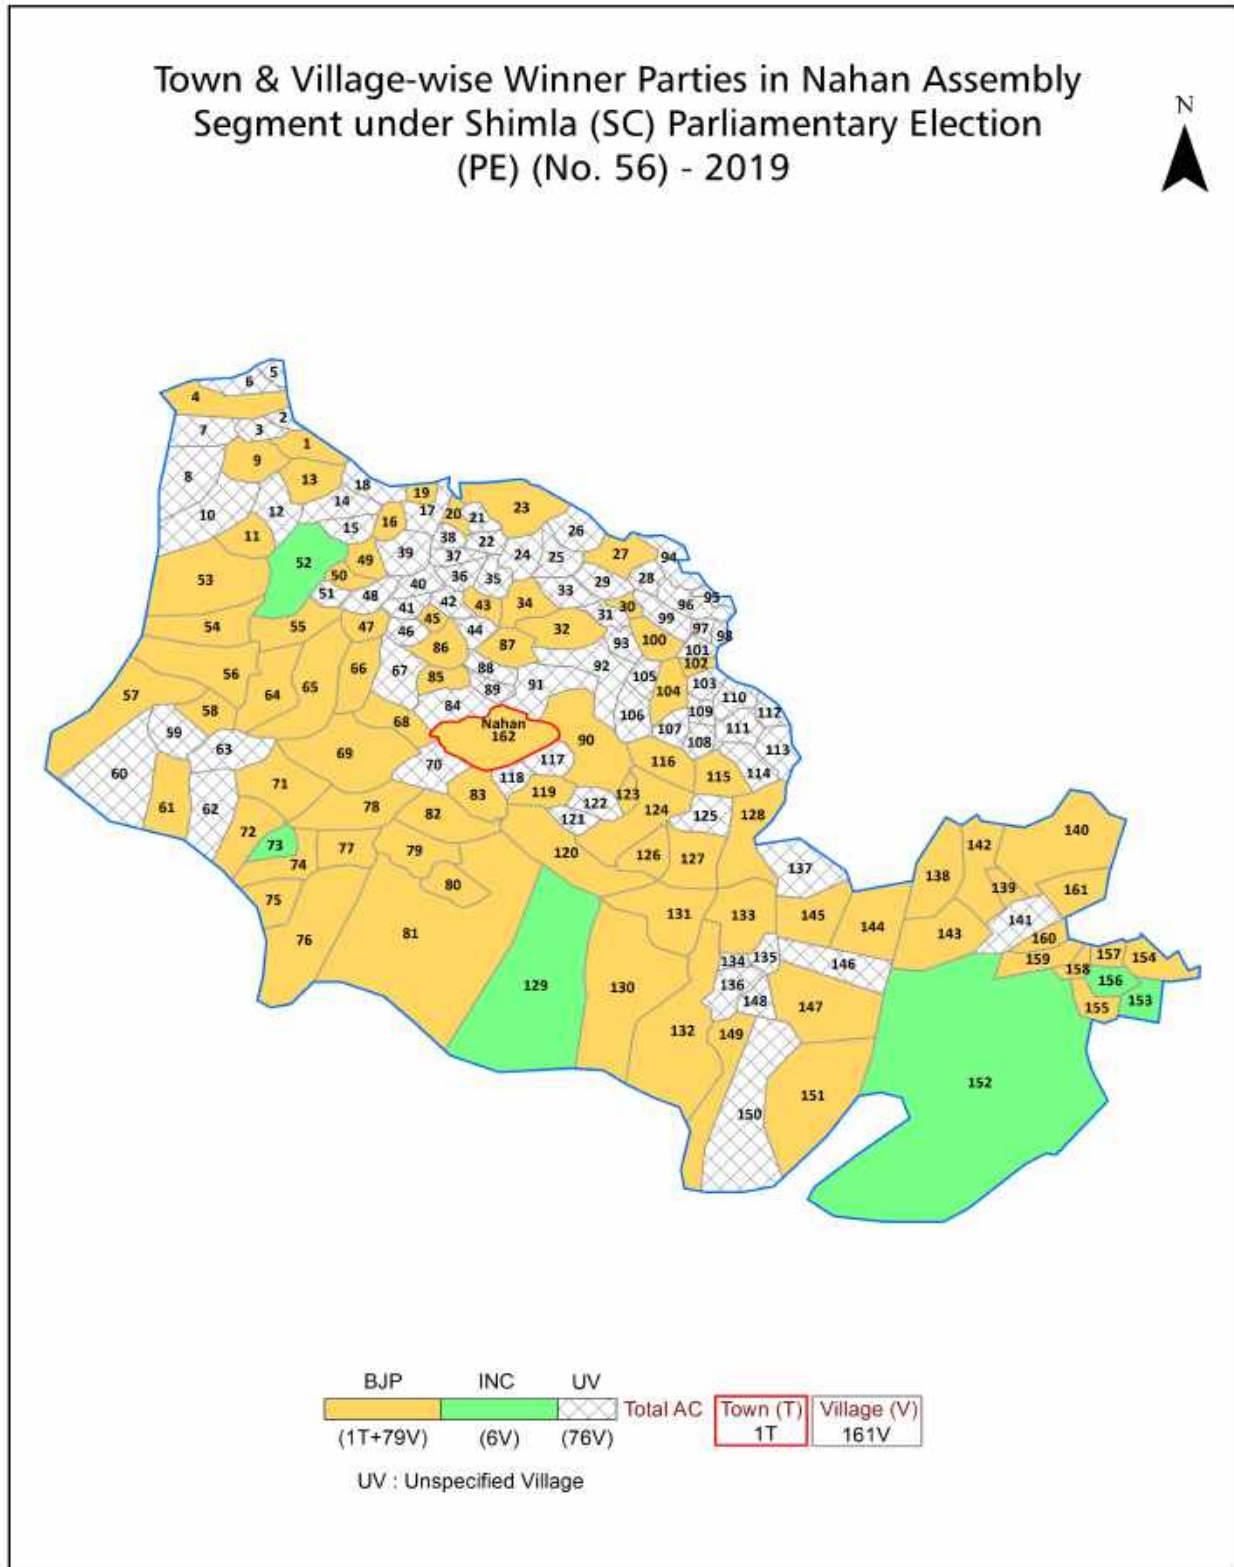 Town & Village-wise Winner Parties in Nahan Assembly
Segment under Shimla (SC) Parliamentary Election
(PE) (No. 56) - 2019
N
5
6
4
2
7 3
1
9
8 13
18
19
14
10 12 17 20 21 23
16
15 26
11 38 22
39 37 24 25 27 94
52 49
50 36 35
53 40 33 29 28
51 48 42 43 34 96 95
41 30
45 31 99
54 55 47 46 44 32 97 98
86 87 93 100
101
56 66 67 88 92 102
85 105 103
57 64 65 89 91 104
110
58 84 106 109 112
68 Nahan 107 111
59 162 90 108
63 69 113
70 117 116
60 118 114
71 115
61 62 83 119 122 123 124
78 82 121 125 128
72
73 77 79 120 126 127
74 137
80
75
76 81
131 133 145 144
138 142 140
139 161
141
143 160
134 135 146 159 157 154
158
129 130 136 148 147 156
155 153
132 149
152
151
150
BJP INC UV
Total AC Town (T) Village (V)
1T 161V
(1T+79V) (6V) (76V)
UV : Unspecified Village